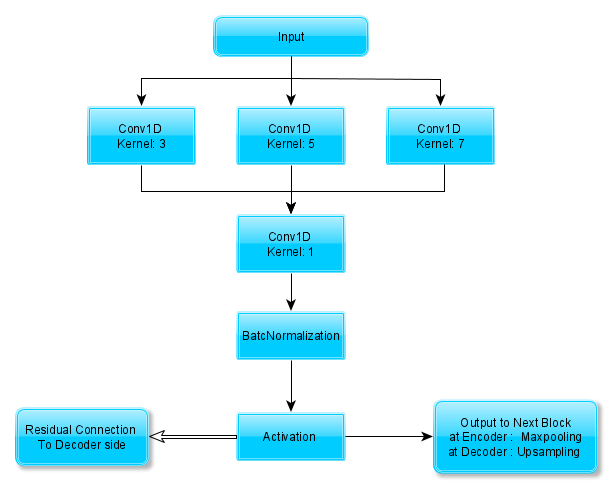 Input
Conv1D
Kernel: 3
Conv1D
Kernel: 5
Conv1D
Kernel: 7
Conv1D
Kernel: 1
BatcNormalization
Residual Connection
To Decoder side
Activation
Output to Next Block
at Encoder : Maxpooling
at Decoder : Upsampling